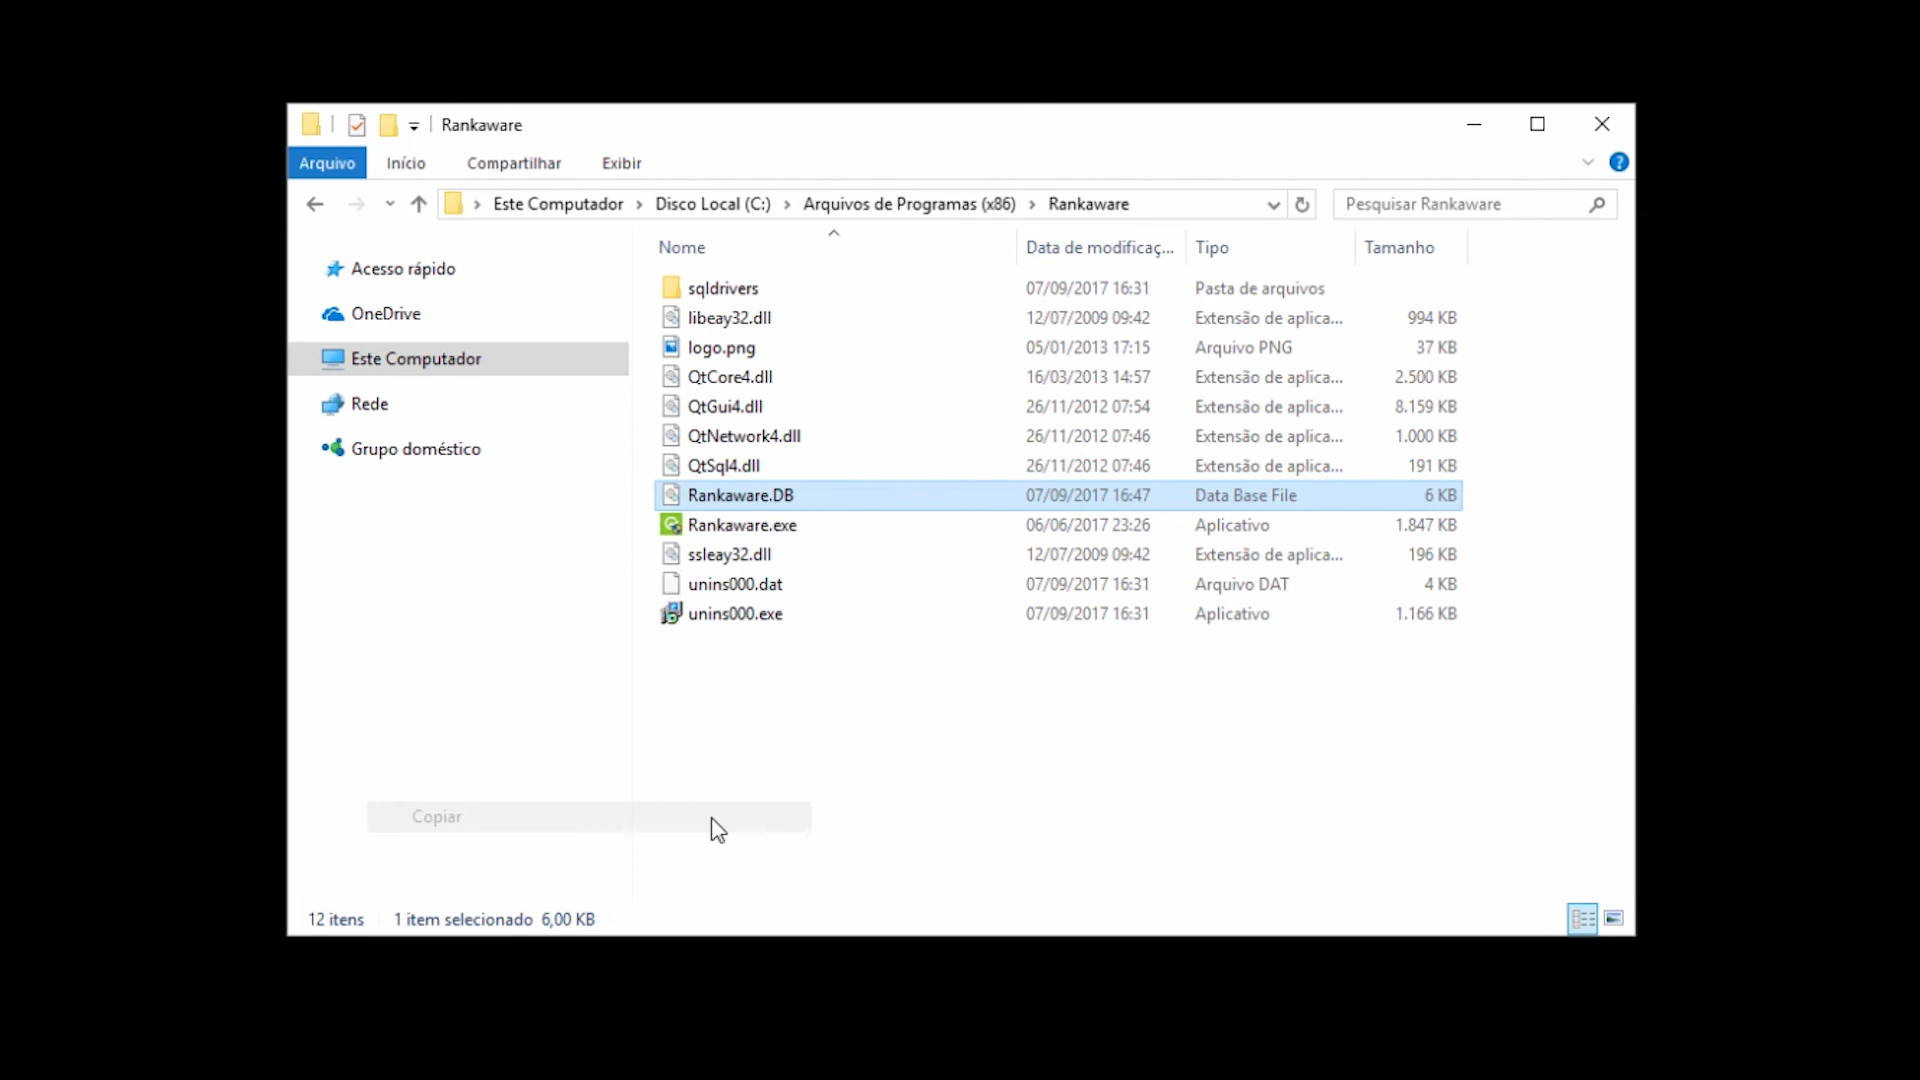 Rankaware
Arquivo Início Compartilhar Exibir
Este Computador Disco Local (C:) Arquivos de Programas (x86) Rankaware Pesquisar Rankaware
Acesso rápido
OneDrive
Este Computador
Rede
Grupo doméstico
Nome Data de modificaç... Tipo Tamanho
sqldrivers 07/09/2017 16:31 Pasta de arquivos
libeay32.dll 12/07/2009 09:42 Extensão de aplica... 994 KB
logo.png 05/01/2013 17:15 Arquivo PNG 37 KB
QtCore4.dll 16/03/2013 14:57 Extensão de aplica... 2.500 KB
QtGui4.dll 26/11/2012 07:54 Extensão de aplica... 8.159 KB
QtNetwork4.dll 26/11/2012 07:46 Extensão de aplica... 1.000 KB
QtSql4.dll 26/11/2012 07:46 Extensão de aplica... 191 KB
Rankaware.DB 07/09/2017 16:47 Data Base File 6 KB
Rankaware.exe 06/06/2017 23:26 Aplicativo 1.847 KB
ssleay32.dll 12/07/2009 09:42 Extensão de aplica... 196 KB
unins000.dat 07/09/2017 16:31 Arquivo DAT 4 KB
unins000.exe 07/09/2017 16:31 Aplicativo 1.166 KB
Copiar
12 itens 1 item selecionado 6,00 KB